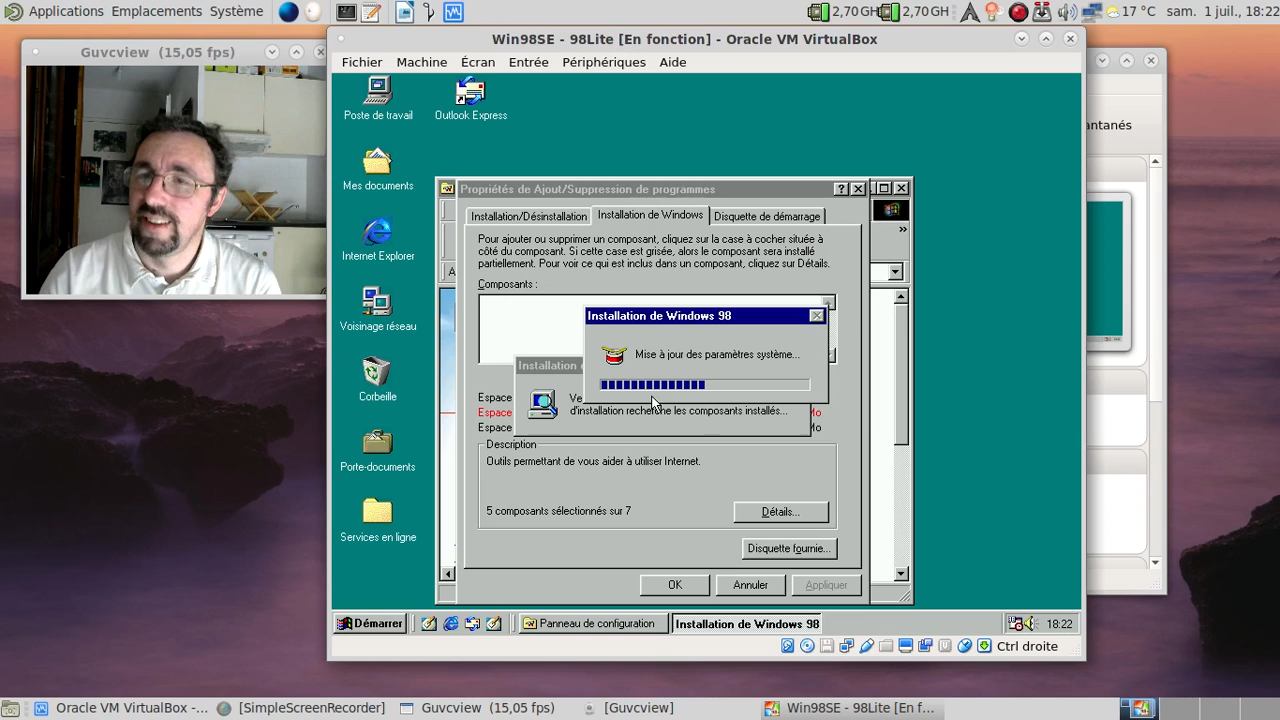 Applications Emplacements Système
2,70 GH 2,70 GH 17 °C sam. 1 juil., 18:22
Guvcview (15,05 fps)
Win98SE - 98Lite [En fonction] - Oracle VM VirtualBox
Fichier Machine Écran Entrée Périphériques Aide
Poste de travail
Outlook Express
antanés
Mes documents
Propriétés de Ajout/Suppression de programmes
Installation/Désinstallation Installation de Windows Disquette de démarrage
Pour ajouter ou supprimer un composant, cliquez sur la case à cocher située à
côté du composant. Si cette case est grisée, alors le composant sera installé
partiellement. Pour voir ce qui est inclus dans un composant, cliquez sur Détails.
Internet Explorer
A
Composants :
Voisinage réseau
Installation de Windows 98
Mise à jour des paramètres système...
Installation
Corbeille
Espace
Ve
Espace
d'installation recherche les composants installés...
Mo
Espace
Mo
Description
Outils permettant de vous aider à utiliser Internet.
Porte-documents
5 composants sélectionnés sur 7
Détails...
Services en ligne
Disquette fournie...
OK Annuler Appliquer
Démarrer Panneau de configuration Installation de Windows 98 18:22
Ctrl droite
Oracle VM VirtualBox -... [SimpleScreenRecorder] Guvcview (15,05 fps) [Guvcview] Win98SE - 98Lite [En f...